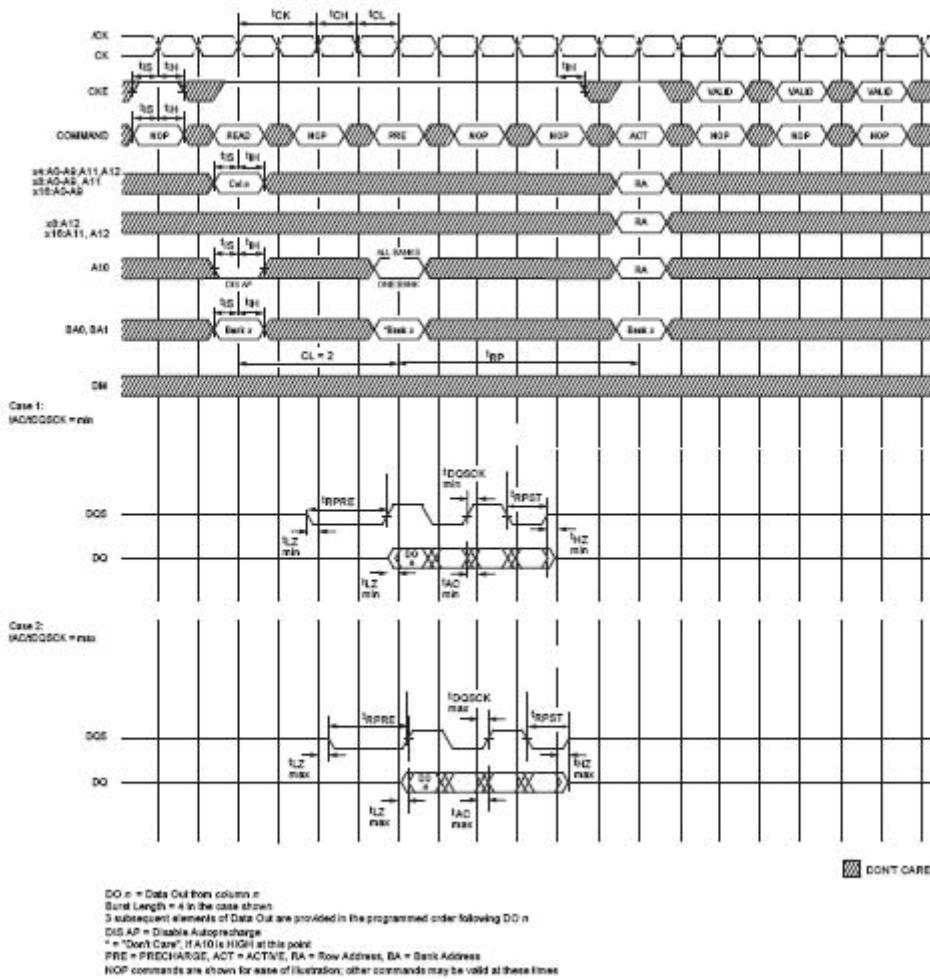 tCK tCH tCL
/CK
CK
tIS tIH tIH
CKE VALID VALID VALID
tIS tIH
COMMAND NOP READ NOP PRE NOP NOP ACT NOP NOP NOP
tIS tIH
x4:A0-A9,A11,A12
x8:A0-A9, A11
x16:A0-A9
Col n RA
x8:A12
x16:A11, A12
RA
tIS tIH ALL BANKS
A10 RA
DIS AP ONE BANK
tIS tIH
BA0, BA1 Bank x *Bank x Bank x
CL = 2 tRP
DM
Case 1:
tAC/tDQSCK = min
tDQSCK
min
tRPRE tRPST
DQS
tLZ
min
tHZ
min
DQ DO
n
tLZ
min
tAC
min
Case 2:
tAC/tDQSCK = max
tDQSCK
max
tRPRE tRPST
DQS
tLZ
max
tHZ
max
DQ DO
n
tLZ
max
tAC
max
DON'T CARE
DO n = Data Out from column n
Burst Length = 4 in the case shown
3 subsequent elements of Data Out are provided in the programmed order following DO n
DIS AP = Disable Autoprecharge
* = "Don't Care", if A10 is HIGH at this point
PRE = PRECHARGE, ACT = ACTIVE, RA = Row Address, BA = Bank Address
NOP commands are shown for ease of illustration; other commands may be valid at these times